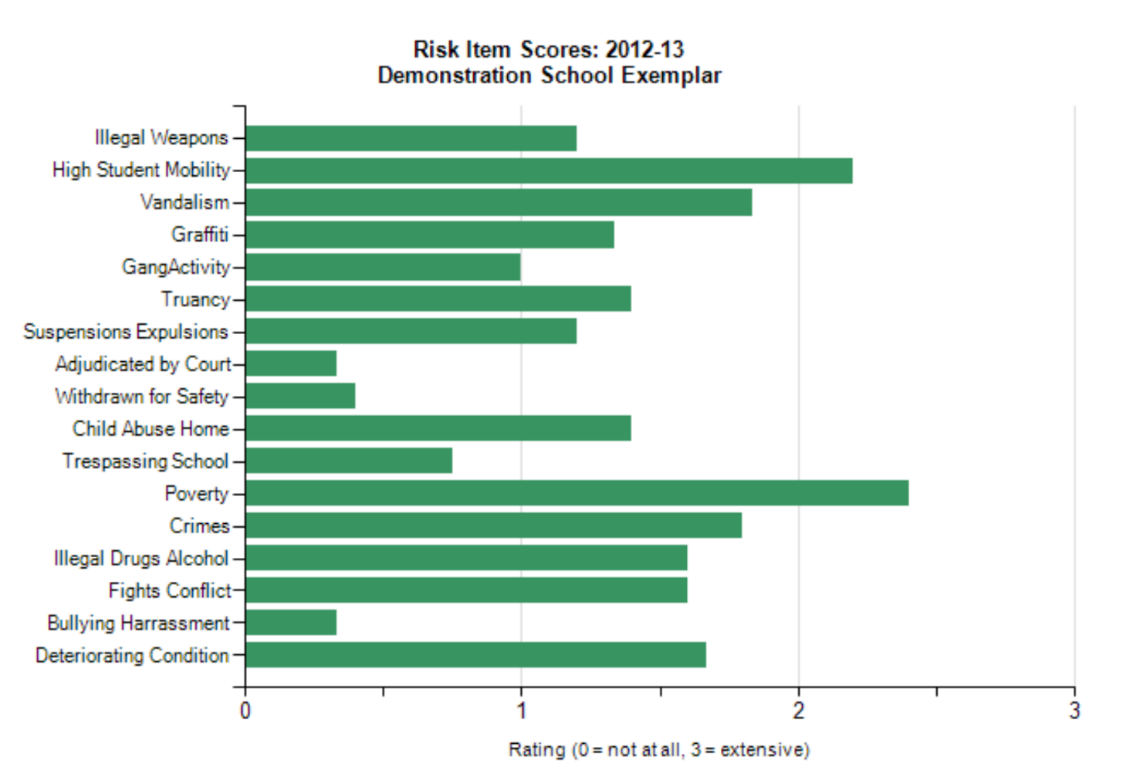 Risk Item Scores: 2012-13
Demonstration School Exemplar
Illegal Weapons
High Student Mobility
Vandalism
Graffiti
GangActivity
Truancy
Suspensions Expulsions
Adjudicated by Court
Withdrawn for Safety
Child Abuse Home
Trespassing School
Poverty
Crimes
Illegal Drugs Alcohol
Fights Conflict
Bullying Harrassment
Deteriorating Condition
0 1 2 3
Rating (0 = not at all, 3 = extensive)